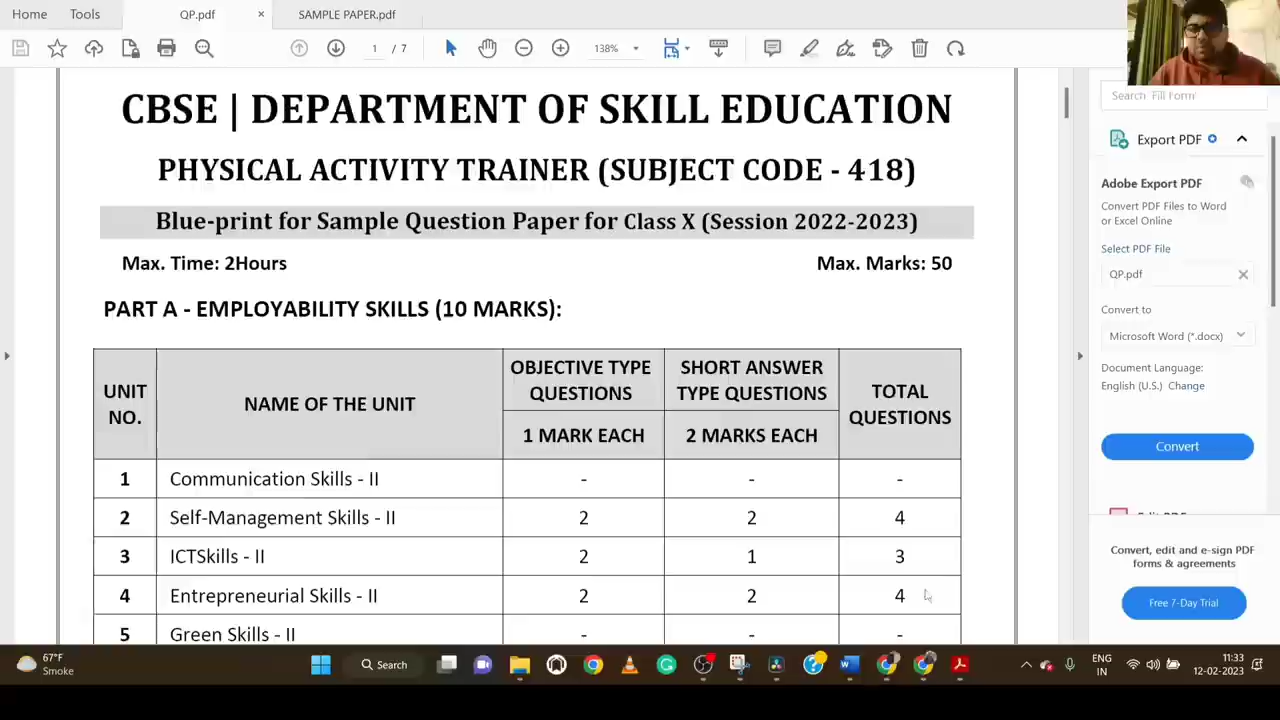 Home Tools QP.pdf × SAMPLE PAPER.pdf
1 / 7 138%
CBSE | DEPARTMENT OF SKILL EDUCATION
PHYSICAL ACTIVITY TRAINER (SUBJECT CODE - 418)
Blue-print for Sample Question Paper for Class X (Session 2022-2023)
Max. Time: 2Hours Max. Marks: 50
PART A - EMPLOYABILITY SKILLS (10 MARKS):
UNIT NO. NAME OF THE UNIT OBJECTIVE TYPE QUESTIONS SHORT ANSWER TYPE QUESTIONS TOTAL QUESTIONS
1 MARK EACH 2 MARKS EACH
1 Communication Skills - II - - -
2 Self-Management Skills - II 2 2 4
3 ICTSkills - II 2 1 3
4 Entrepreneurial Skills - II 2 2 4
5 Green Skills - II - - -
Search 'Fill Form'
Export PDF
Adobe Export PDF
Convert PDF Files to Word
or Excel Online
Select PDF File
QP.pdf
Convert to
Microsoft Word (*.docx)
Document Language:
English (U.S.) Change
Convert
Convert, edit and e-sign PDF
forms & agreements
Free 7-Day Trial
67°F
Smoke
Search
ENG
IN
11:33
12-02-2023